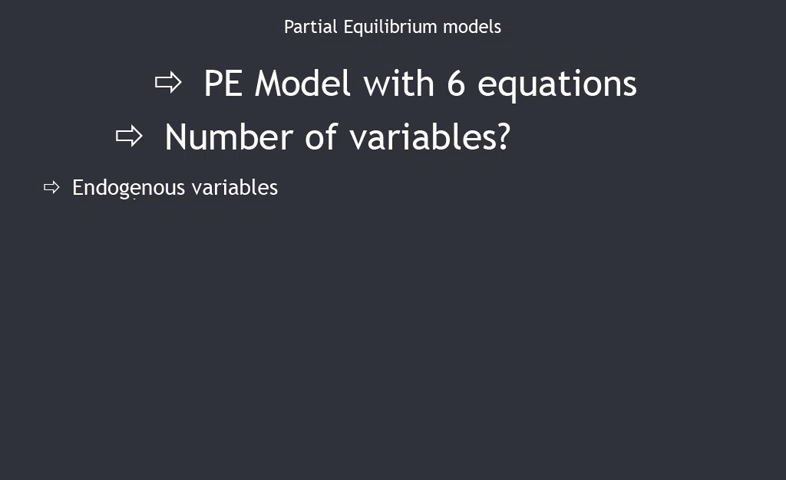 Partial Equilibrium models
⇨ PE Model with 6 equations
⇨ Number of variables?
⇨ Endogenous variables